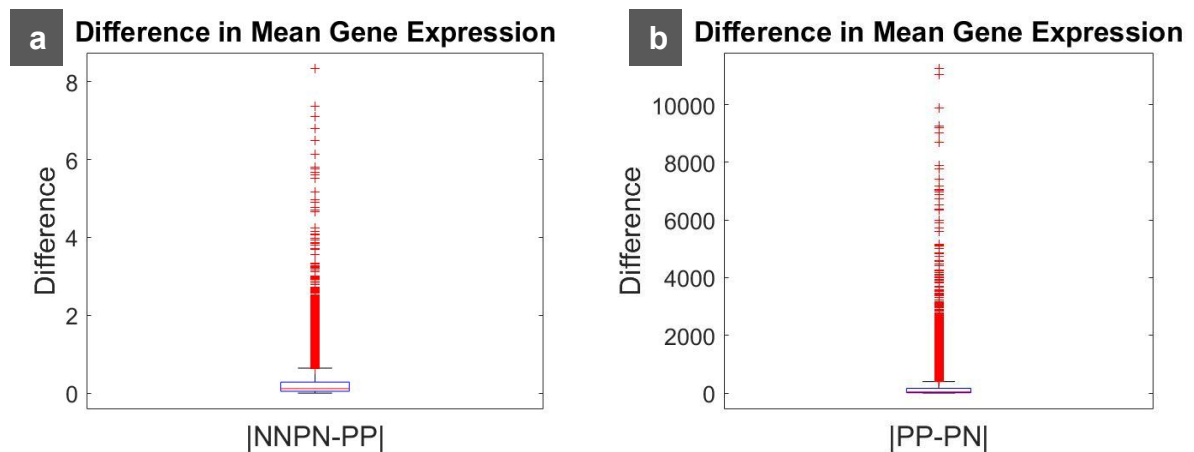 a
Difference in Mean Gene Expression
8
6
4
2
0
Difference
|NNPN-PP|
b
Difference in Mean Gene Expression
10000
8000
6000
4000
2000
0
Difference
|PP-PN|